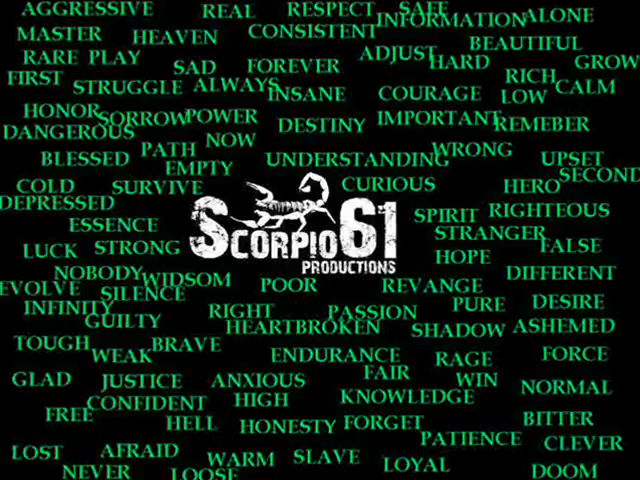 AGGRESSIVE REAL RESPECT SAFE
INFORMATION ALONE
MASTER HEAVEN CONSISTENT
BEAUTIFUL
RARE PLAY ADJUST HARD GROW
SAD FOREVER
FIRST STRUGGLE ALWAYS RICH CALM
INSANE COURAGE LOW
HONOR SORROW POWER DESTINY IMPORTANT REMEBER
DANGEROUS
PATH NOW WRONG
BLESSED EMPTY UNDERSTANDING UPSET
SECOND
COLD SURVIVE CURIOUS HERO
DEPRESSED
SPIRIT RIGHTEOUS
ESSENCE
STRANGER
SCORPIO61
PRODUCTIONS
LUCK STRONG HOPE FALSE
NOBODY WIDSOM DIFFERENT
EVOLVE SILENCE POOR REVANGE
INFINITY RIGHT PASSION PURE DESIRE
GUILTY HEARTBROKEN SHADOW ASHEMED
TOUGH BRAVE
WEAK ENDURANCE RAGE FORCE
FAIR
GLAD JUSTICE ANXIOUS WIN NORMAL
CONFIDENT HIGH KNOWLEDGE
FREE HELL HONESTY FORGET BITTER
PATIENCE CLEVER
LOST AFRAID WARM SLAVE LOYAL
NEVER LOOSE DOOM